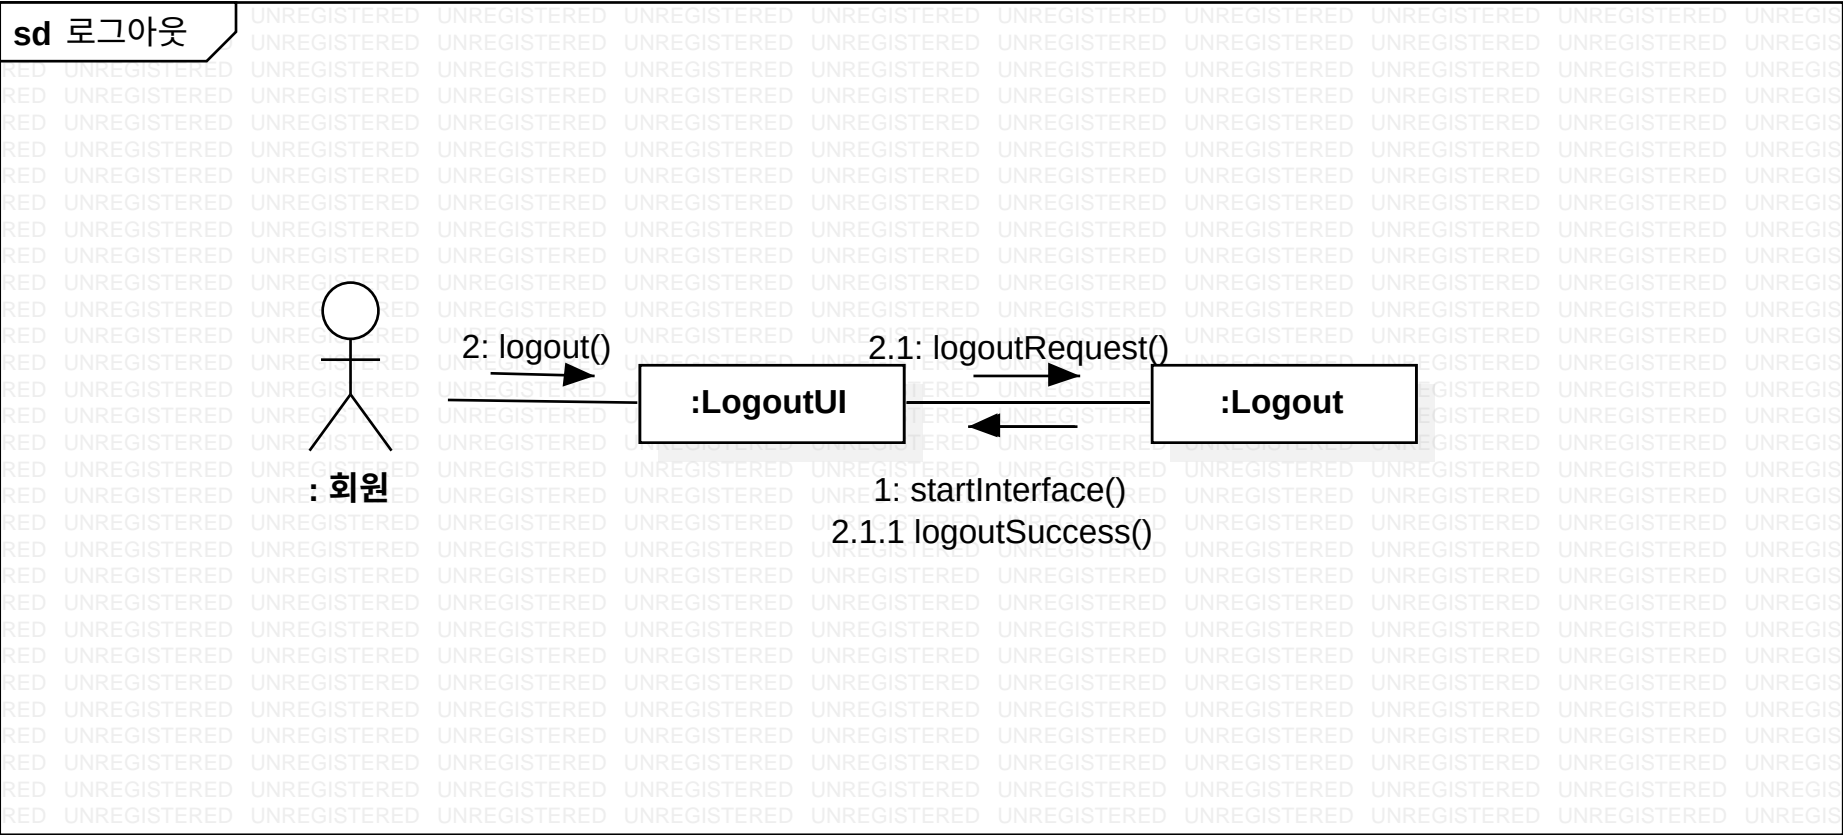 sd 로그아웃
2: logout()
2.1: logoutRequest()
:LogoutUI
:Logout
1: startInterface()
2.1.1 logoutSuccess()
: 회원
UNREGISTERED